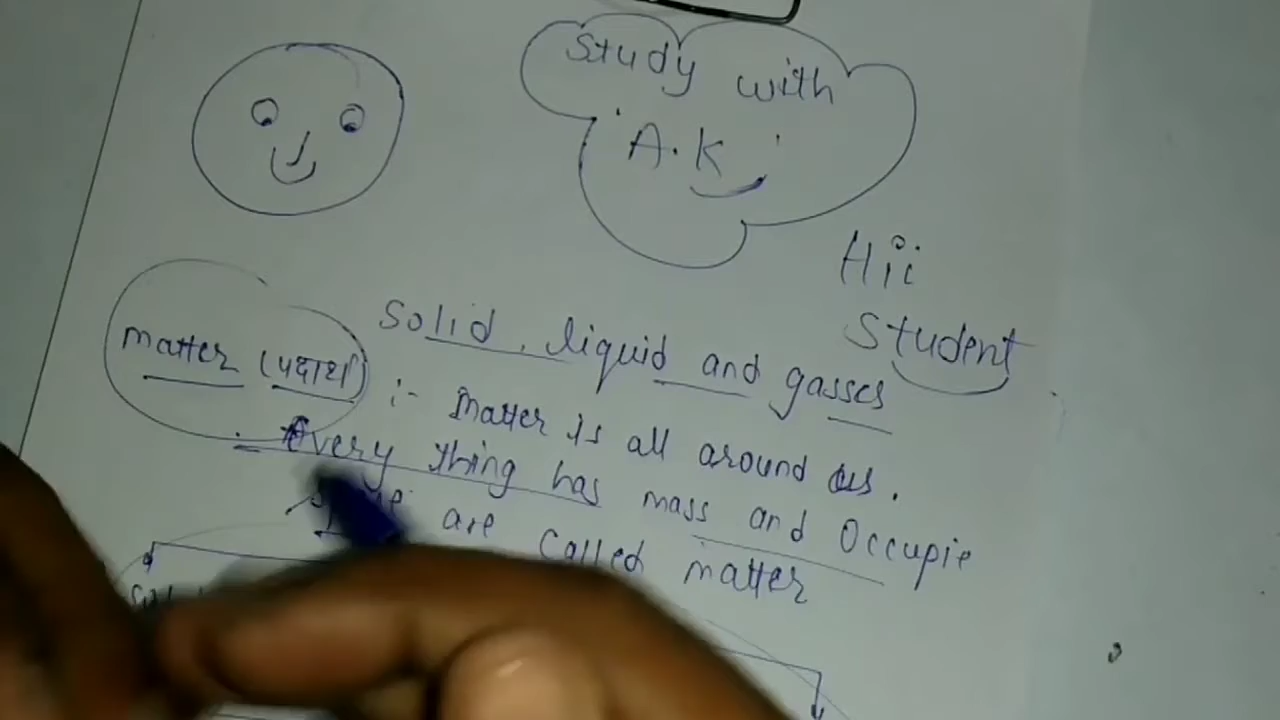 Study with
'A.K'
Hii
Student
Solid, liquid and gasses
matter (पदार्थ) :- Matter is all around us.
Every thing has mass and Occupie
are called matter